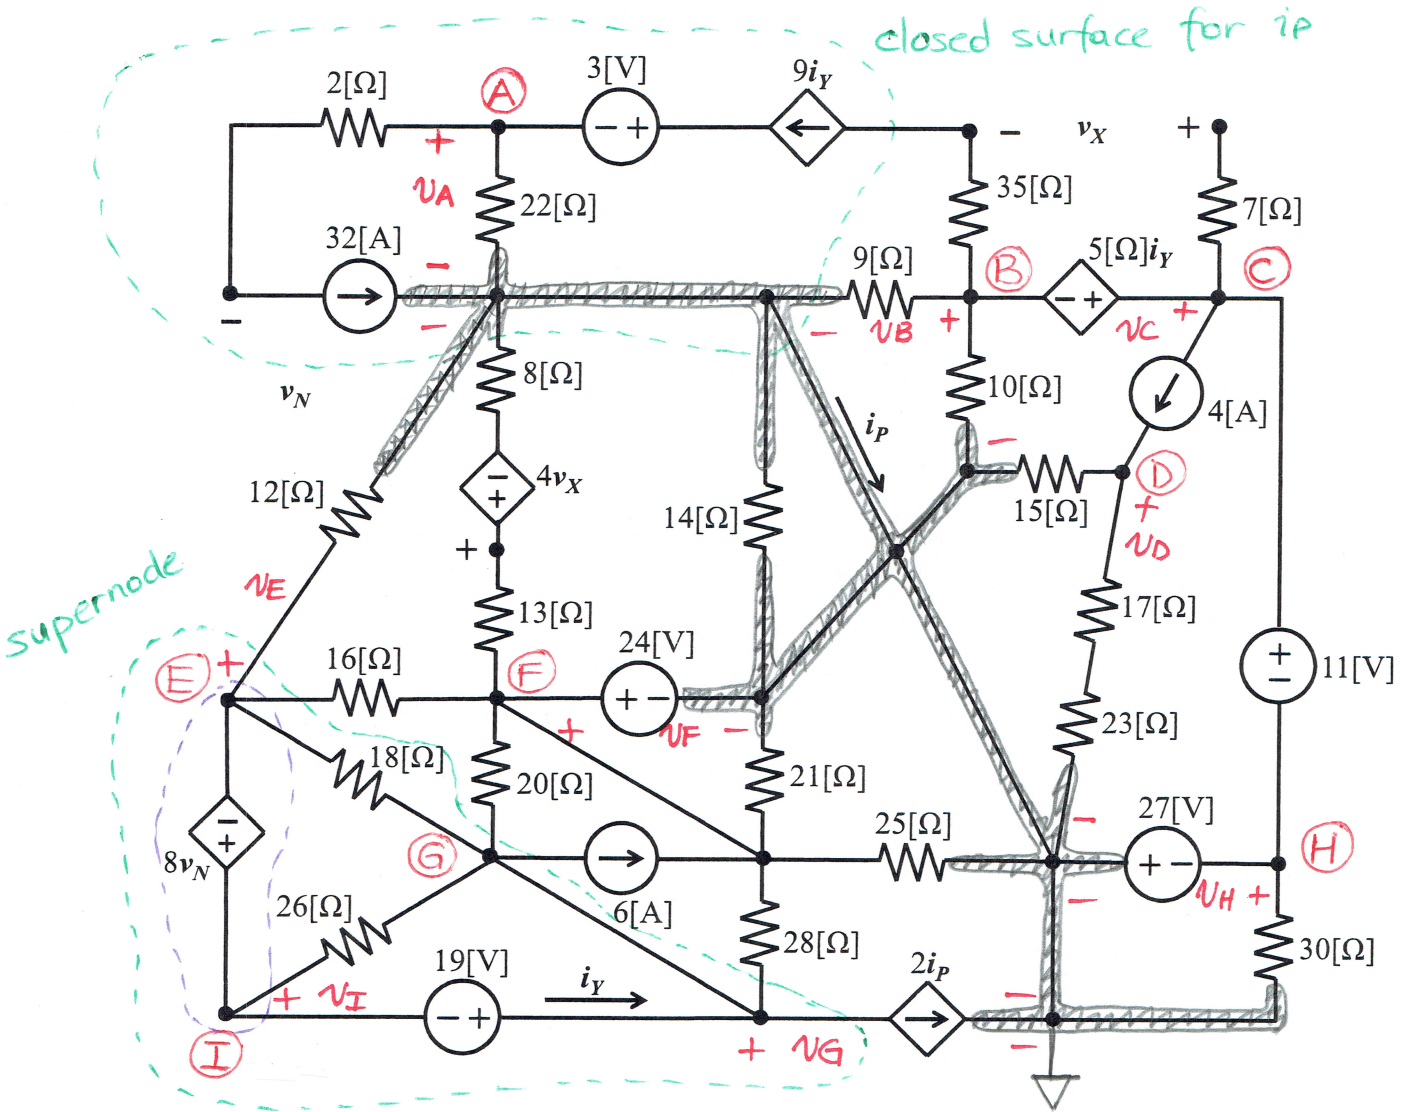 closed surface for ip
2[Ω]
A
3[V]
9iY
+
vA
−
22[Ω]
− vX +
35[Ω]
7[Ω]
32[A]
−
−
9[Ω]
− vB +
B
5[Ω]iY
− +
vC +
C
vN
8[Ω]
iP
10[Ω]
4[A]
−
12[Ω]
4vX
− +
+
14[Ω]
15[Ω]
D
+
vD
supernode
vE
13[Ω]
17[Ω]
E
+
16[Ω]
F
24[V]
+ −
+ vF −
11[V]
+ −
23[Ω]
18[Ω]
20[Ω]
21[Ω]
25[Ω]
−
27[V]
+ −
H
vH +
−
8vN
− +
G
6[A]
26[Ω]
28[Ω]
30[Ω]
+ vI
I
19[V]
− +
iY
+ vG
2iP
−
−